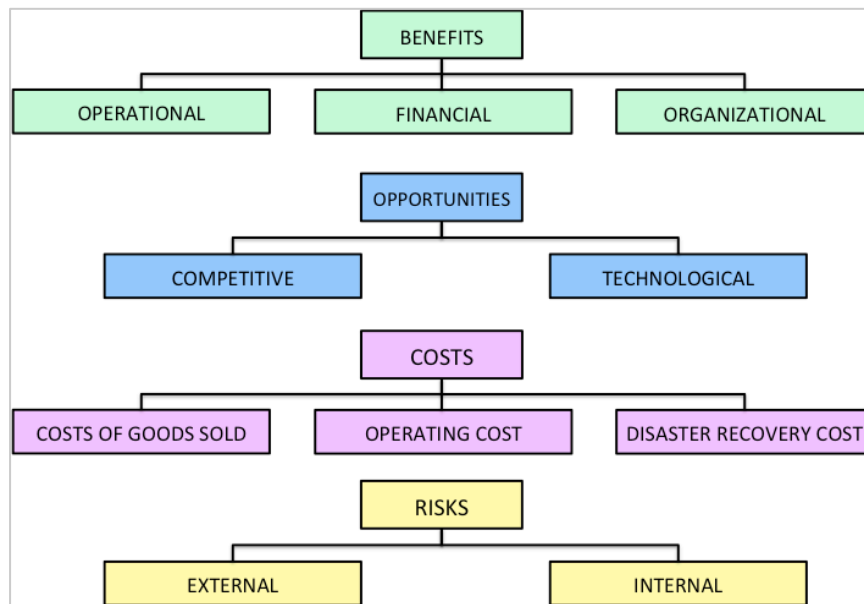 BENEFITS
OPERATIONAL
FINANCIAL
ORGANIZATIONAL
OPPORTUNITIES
COMPETITIVE
TECHNOLOGICAL
COSTS
COSTS OF GOODS SOLD
OPERATING COST
DISASTER RECOVERY COST
RISKS
EXTERNAL
INTERNAL